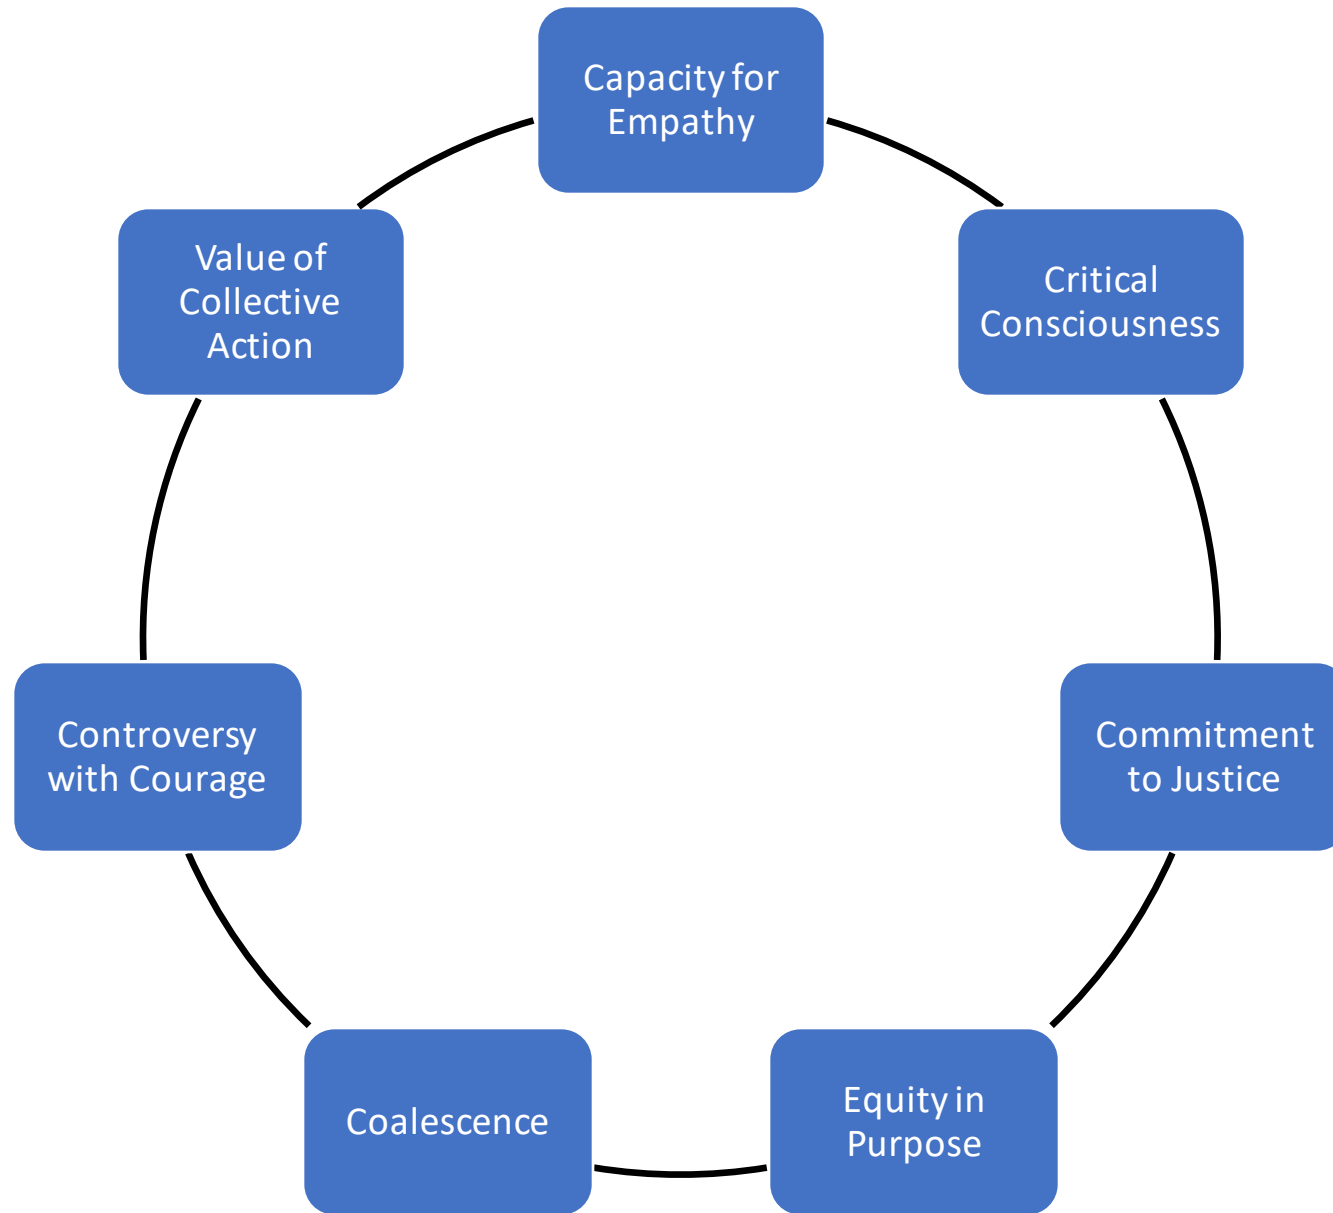 Capacity for
Empathy
Critical
Consciousness
Commitment
to Justice
Equity in
Purpose
Coalescence
Controversy
with Courage
Value of
Collective
Action